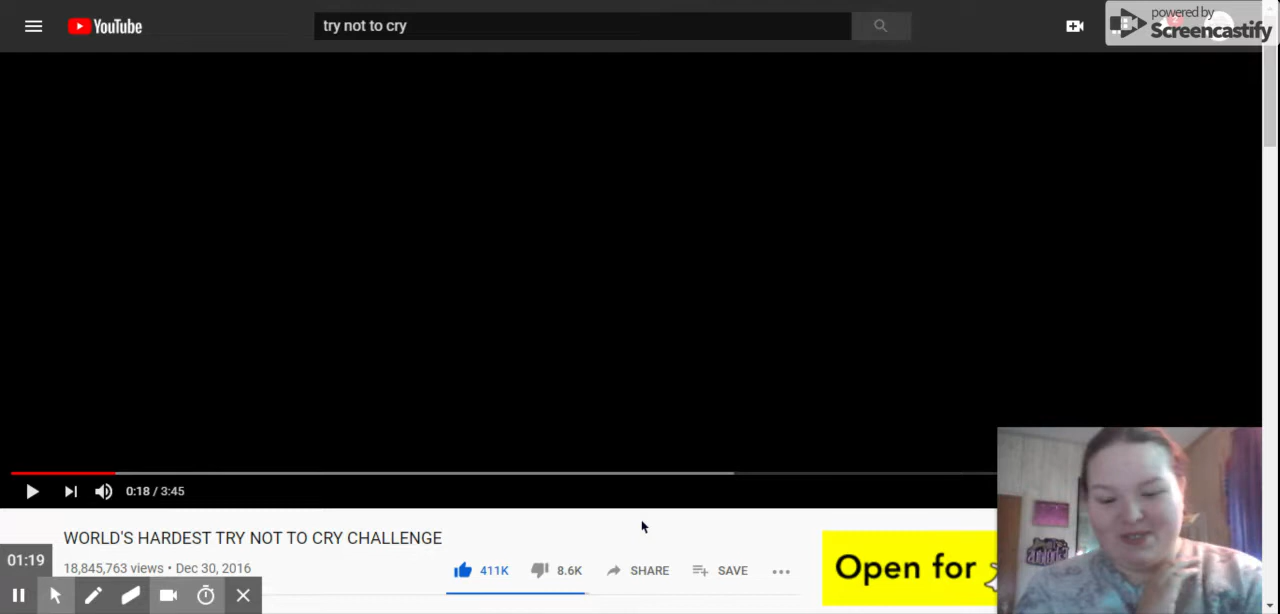 YouTube
try not to cry
powered by
Screencastify
0:18 / 3:45
WORLD'S HARDEST TRY NOT TO CRY CHALLENGE
18,845,763 views • Dec 30, 2016
411K
8.6K
SHARE
SAVE
Open for
01:19